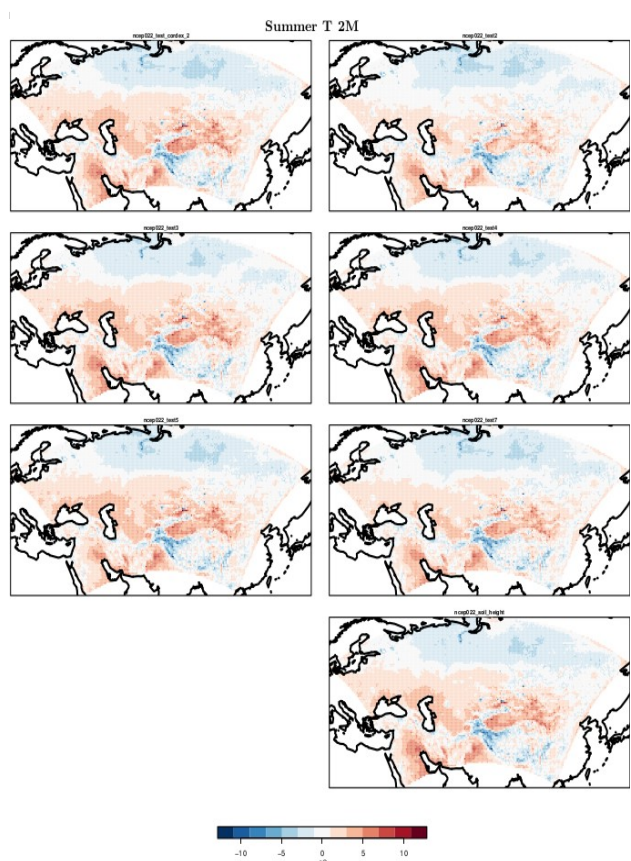 Summer T 2M
ncep022_test_cordex_2
ncep022_test2
ncep022_test3
ncep022_test4
ncep022_test5
ncep022_test7
ncep022_soil_height
-10 -5 0 5 10